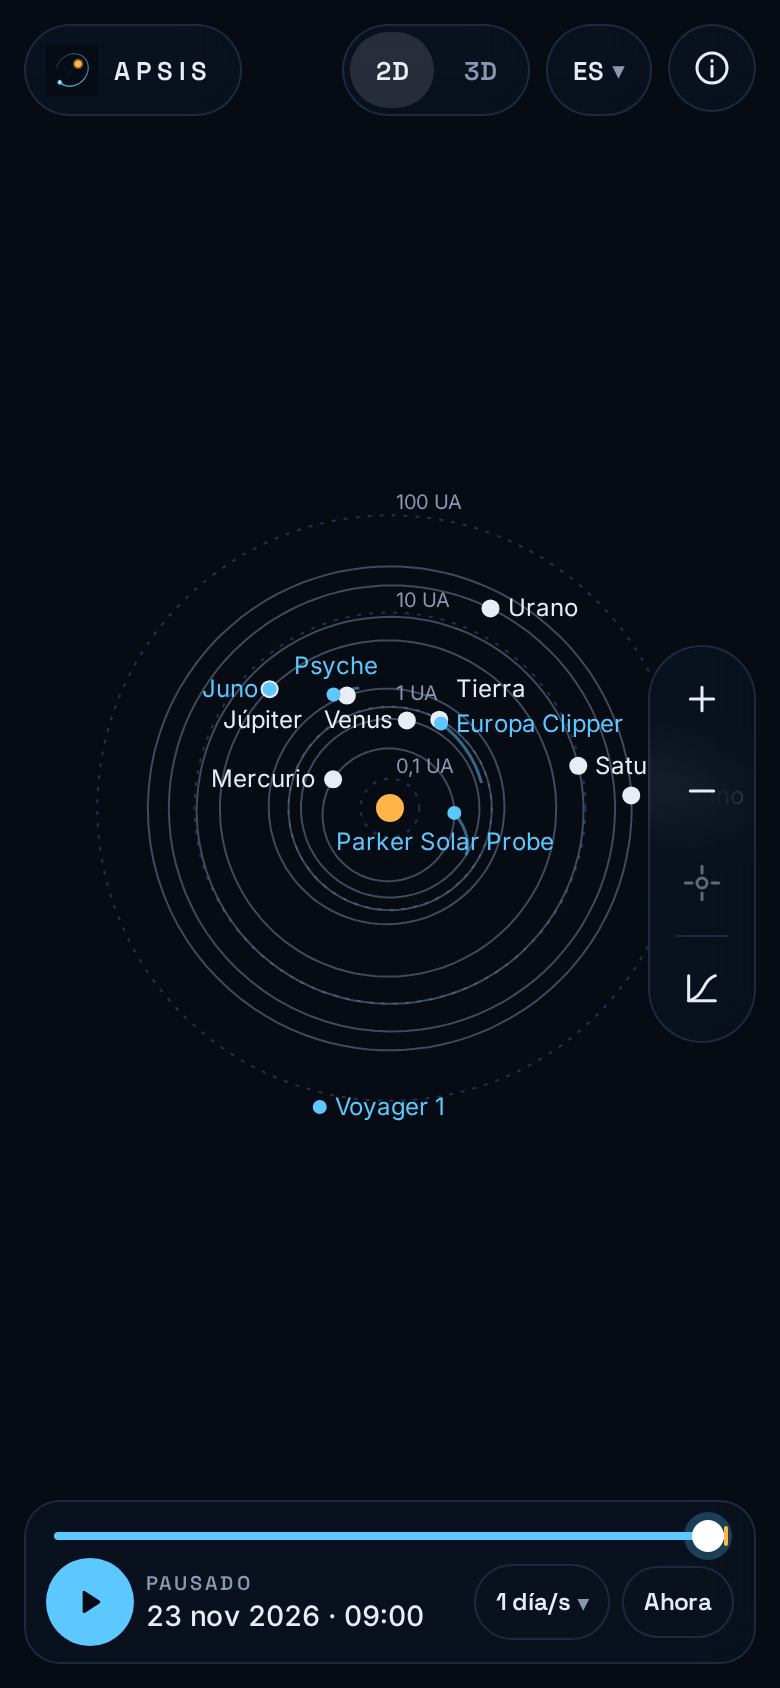 APSIS
2D 3D
ES ▾
100 UA
10 UA
Urano
Psyche
Juno
1 UA
Tierra
Júpiter
Venus
Europa Clipper
0,1 UA
Mercurio
Satu
Parker Solar Probe
Voyager 1
PAUSADO
23 nov 2026 · 09:00
1 día/s ▾
Ahora